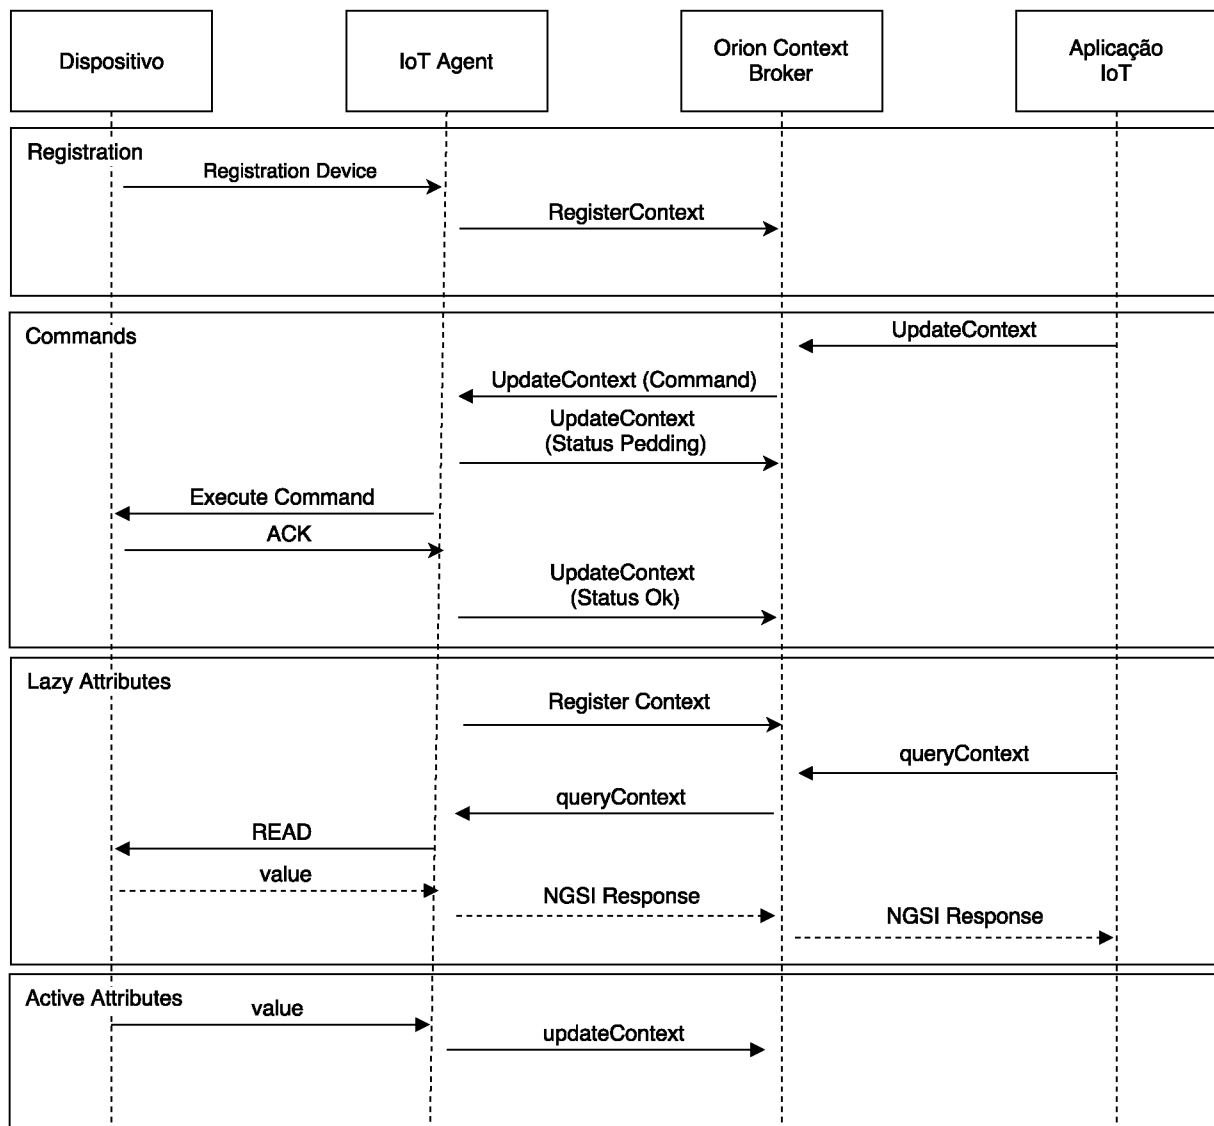 Dispositivo
IoT Agent
Orion Context
Broker
Aplicação
IoT
Registration
Registration Device
RegisterContext
Commands
UpdateContext
UpdateContext (Command)
UpdateContext
(Status Pedding)
Execute Command
ACK
UpdateContext
(Status Ok)
Lazy Attributes
Register Context
queryContext
queryContext
READ
value
NGSI Response
NGSI Response
Active Attributes
value
updateContext